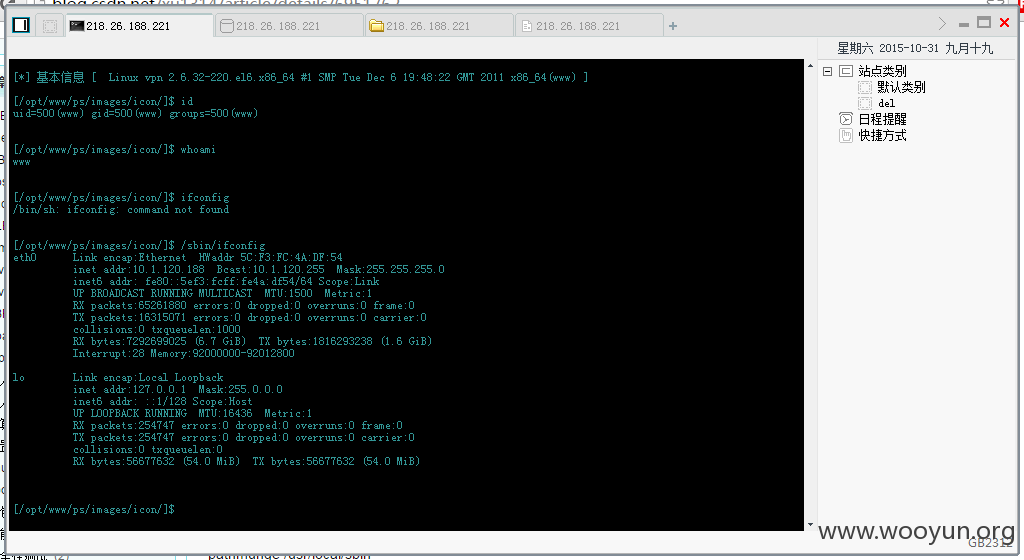 blog.csdn.net/xu1314/article/details/6951762
218.26.188.221
218.26.188.221
218.26.188.221
218.26.188.221
+
星期六 2015-10-31 九月十九
站点类别
默认类别
del
日程提醒
快捷方式
[*] 基本信息 [ Linux vpn 2.6.32-220.el6.x86_64 #1 SMP Tue Dec 6 19:48:22 GMT 2011 x86_64(www) ]
[/opt/www/ps/images/icon/]$ id
uid=500(www) gid=500(www) groups=500(www)
[/opt/www/ps/images/icon/]$ whoami
www
[/opt/www/ps/images/icon/]$ ifconfig
/bin/sh: ifconfig: command not found
[/opt/www/ps/images/icon/]$ /sbin/ifconfig
eth0 Link encap:Ethernet HWaddr 5C:F3:FC:4A:DF:54
inet addr:10.1.120.188 Bcast:10.1.120.255 Mask:255.255.255.0
inet6 addr: fe80::5ef3:fcff:fe4a:df54/64 Scope:Link
UP BROADCAST RUNNING MULTICAST MTU:1500 Metric:1
RX packets:65261880 errors:0 dropped:0 overruns:0 frame:0
TX packets:16315071 errors:0 dropped:0 overruns:0 carrier:0
collisions:0 txqueuelen:1000
RX bytes:7292699025 (6.7 GiB) TX bytes:1816293238 (1.6 GiB)
Interrupt:28 Memory:92000000-92012800
lo Link encap:Local Loopback
inet addr:127.0.0.1 Mask:255.0.0.0
inet6 addr: ::1/128 Scope:Host
UP LOOPBACK RUNNING MTU:16436 Metric:1
RX packets:254747 errors:0 dropped:0 overruns:0 frame:0
TX packets:254747 errors:0 dropped:0 overruns:0 carrier:0
collisions:0 txqueuelen:0
RX bytes:56677632 (54.0 MiB) TX bytes:56677632 (54.0 MiB)
[/opt/www/ps/images/icon/]$
www.wooyun.org
GB2312
pathmunge /usr/local/sbin